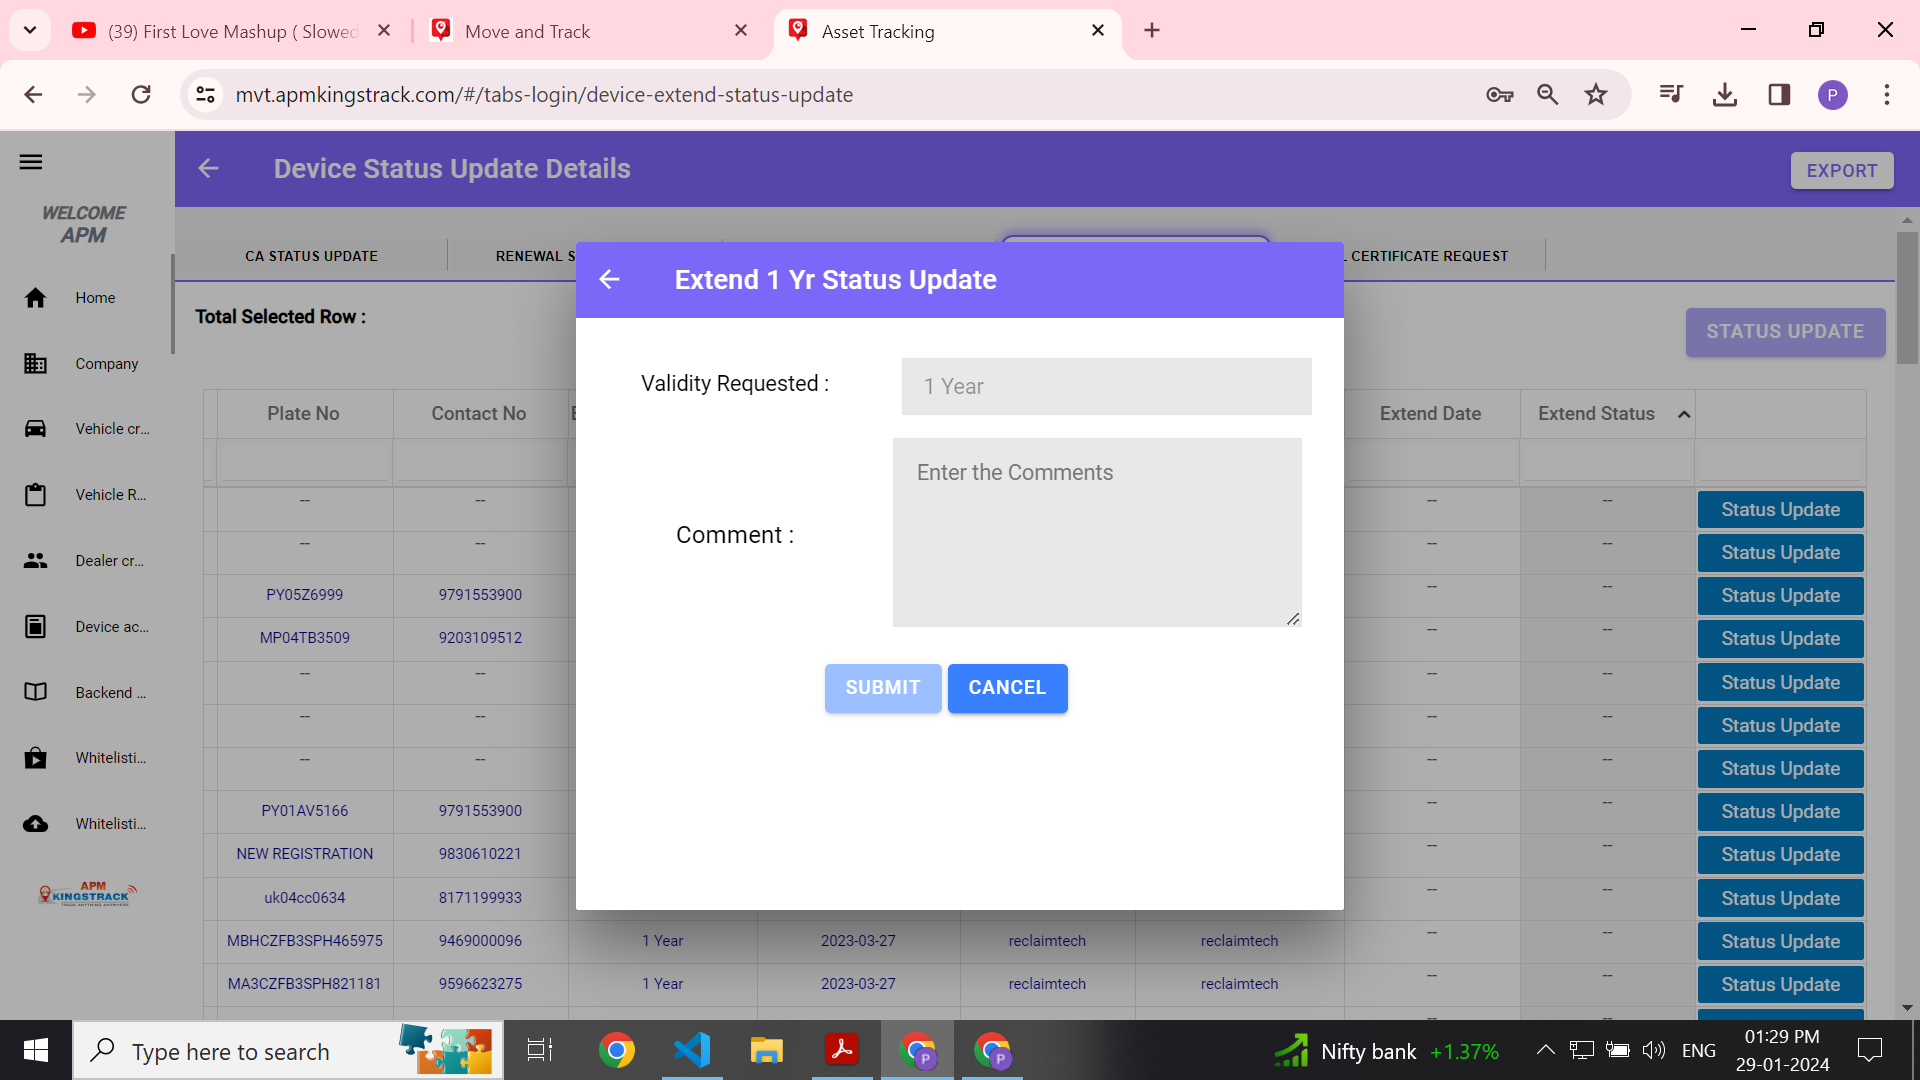 (39) First Love Mashup ( Slowed
Move and Track
Asset Tracking
mvt.apmkingstrack.com/#/tabs-login/device-extend-status-update
P
Device Status Update Details
EXPORT
WELCOME
APM
Home
Company
Vehicle cr...
Vehicle R...
Dealer cr...
Device ac...
Backend ...
Whitelisti...
Whitelisti...
APM
KINGSTRACK
TRACK ANYTHING ANYWHERE
CA STATUS UPDATE
RENEWAL S
CERTIFICATE REQUEST
Total Selected Row :
STATUS UPDATE
Extend 1 Yr Status Update
Validity Requested :
1 Year
Comment :
Enter the Comments
SUBMIT
CANCEL
Plate No Contact No Extend Date Extend Status
-- -- -- -- Status Update
-- -- -- -- Status Update
PY05Z6999 9791553900 -- -- Status Update
MP04TB3509 9203109512 -- -- Status Update
-- -- -- -- Status Update
-- -- -- -- Status Update
-- -- -- -- Status Update
PY01AV5166 9791553900 -- -- Status Update
NEW REGISTRATION 9830610221 -- -- Status Update
uk04cc0634 8171199933 -- -- Status Update
MBHCZFB3SPH465975 9469000096 1 Year 2023-03-27 reclaimtech reclaimtech -- -- Status Update
MA3CZFB3SPH821181 9596623275 1 Year 2023-03-27 reclaimtech reclaimtech -- -- Status Update
-- --
Type here to search
P
P
Nifty bank +1.37%
ENG
01:29 PM
29-01-2024